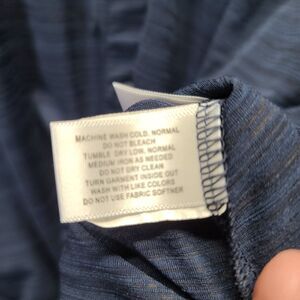 MACHINE WASH COLD, NORMAL
DO NOT BLEACH
TUMBLE DRY LOW, NORMAL
MEDIUM IRON AS NEEDED
DO NOT DRY CLEAN
TURN GARMENT INSIDE OUT
WASH WITH LIKE COLORS
DO NOT USE FABRIC SOFTNER